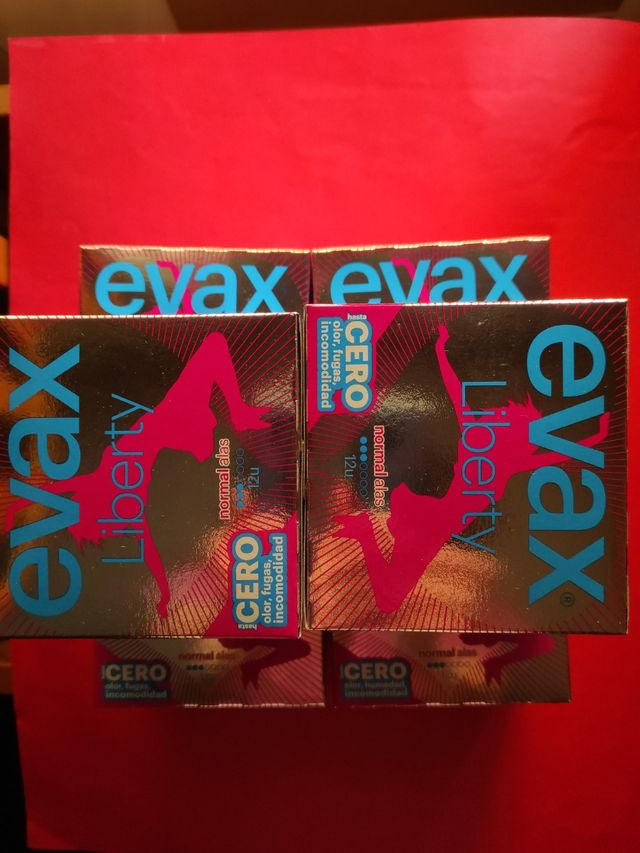 evax
evax
evax
Liberty
normal alas
12u
hasta
CERO
olor, fugas,
incomodidad
hasta
CERO
olor, fugas,
incomodidad
normal alas
12u
Liberty
evax®
CERO
olor, fugas,
incomodidad
normal alas
CERO
olor, humedad,
incomodidad
normal alas